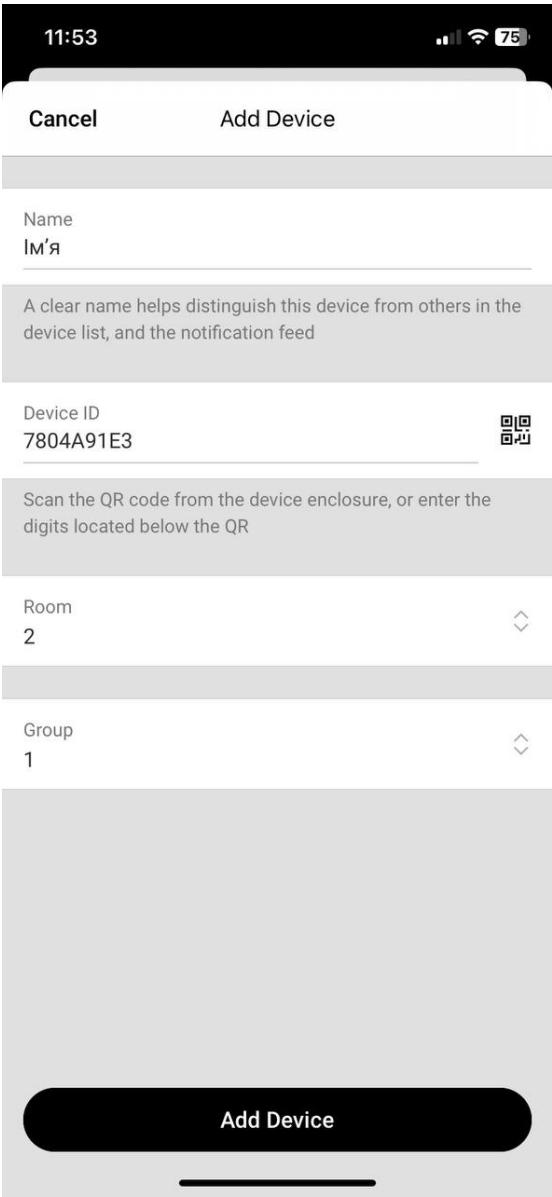 11:53
75
Cancel
Add Device
Name
Ім’я
A clear name helps distinguish this device from others in the
device list, and the notification feed
Device ID
7804A91E3
Scan the QR code from the device enclosure, or enter the
digits located below the QR
Room
2
Group
1
Add Device